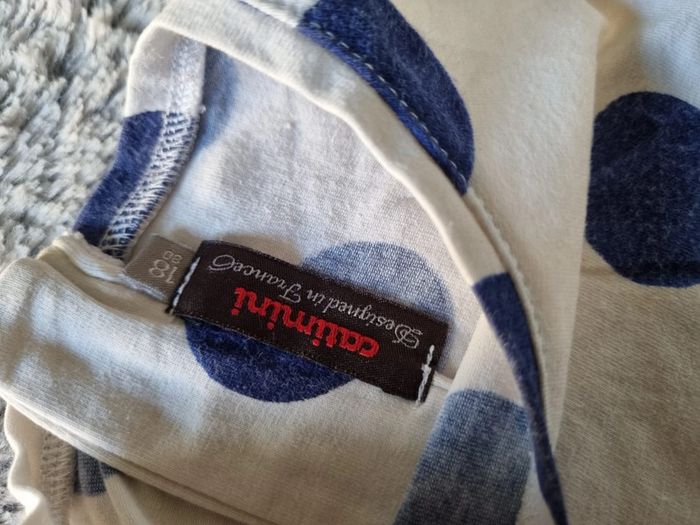 catimini
Designed in France
18